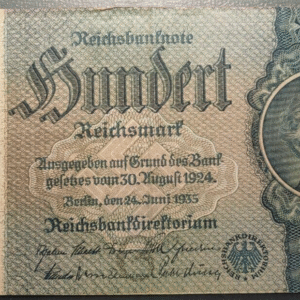 Reichsbanknote
Hundert
Reichsmark
Ausgegeben auf Grund des Bank-
gesetzes vom 30. August 1924.
Berlin, den 24. Juni 1935
Reichsbankdirektorium
REICHSBANKDIREKTORIUM